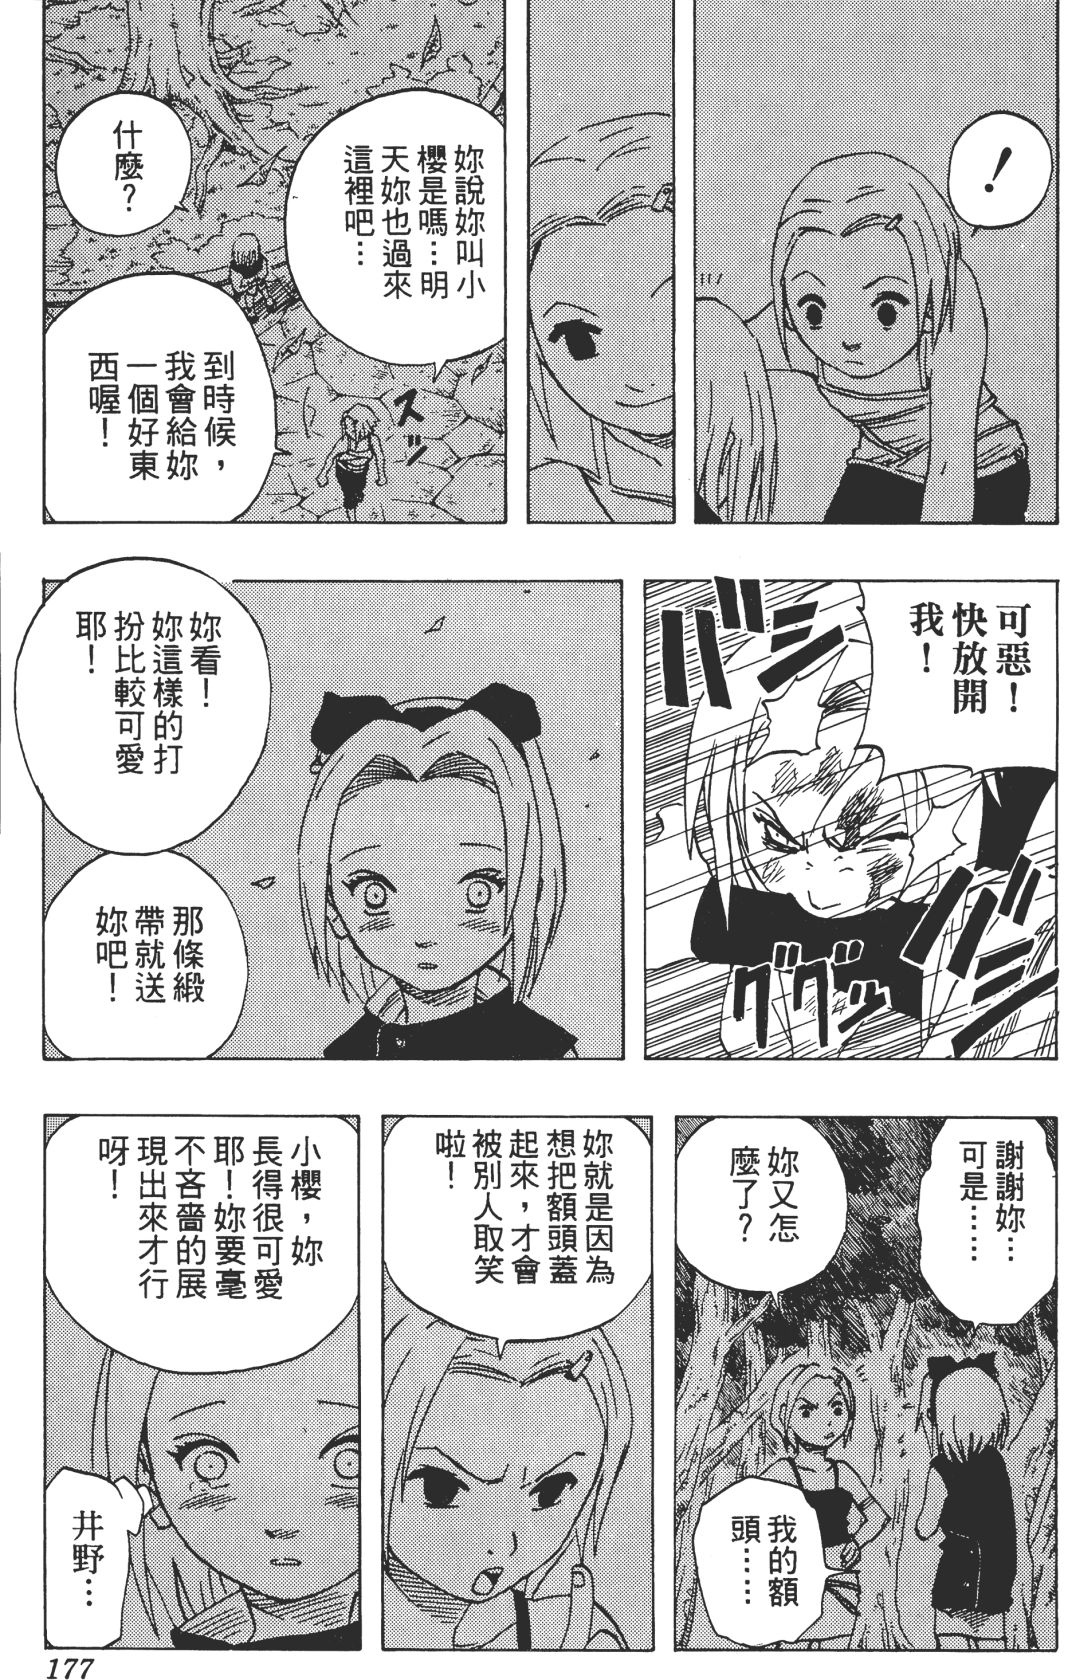 ！
妳說妳叫小
櫻是嗎…明
天妳也過來
這裡吧…
什麼？
到時候，
我會給妳
一個好東
西喔！
スッ
可惡！
快放開
我！
グググッ
妳看！
妳這樣的打
扮比較可愛
耶！
那條緞
帶就送
妳吧！
謝謝妳…
可是……
妳又怎
麼了？
我的額
頭……
妳就是因為
想把額頭蓋
起來，才會
被別人取笑
啦！
小櫻，妳
長得很可愛
耶！妳要毫
不吝嗇的展
現出來才行
呀！
井野…
177